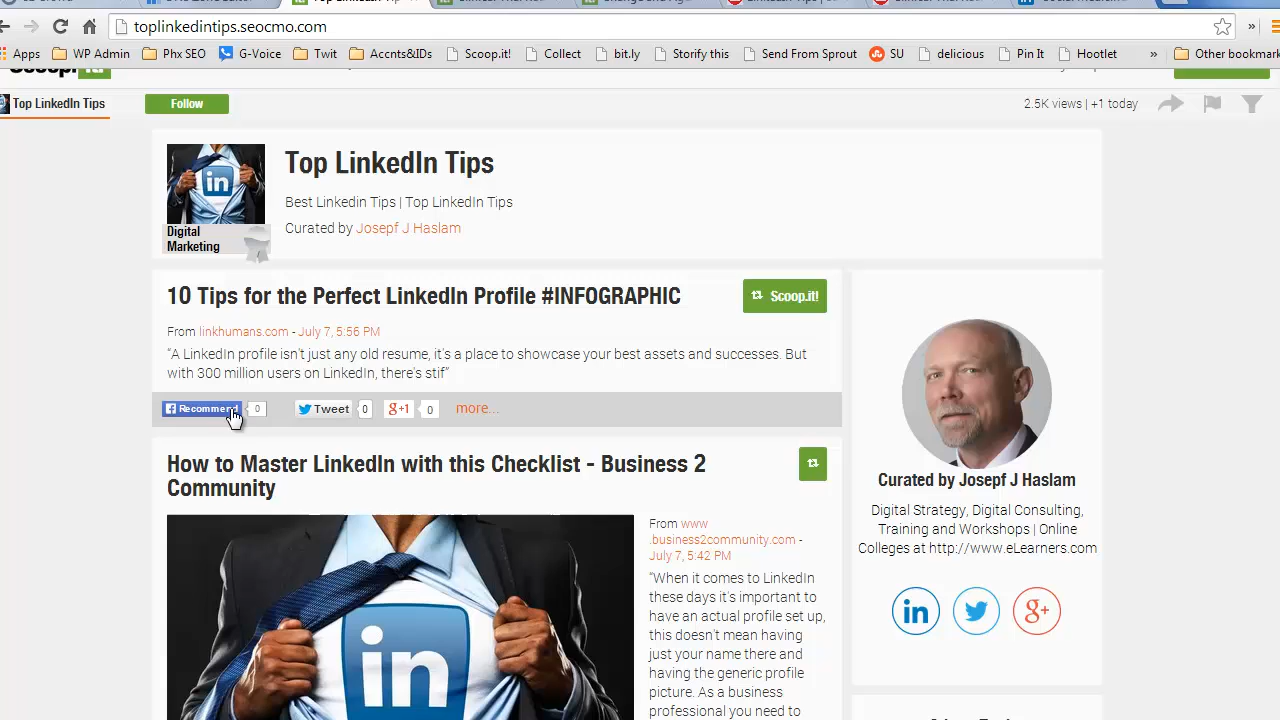 Top LinkedIn Tips
toplinkedintips.seocmo.com
Apps WP Admin Phx SEO G-Voice Twit Accnts&IDs Scoop.it! Collect bit.ly Storify this Send From Sprout SU delicious Pin It Hootlet » Other bookmark
Top LinkedIn Tips Follow 2.5K views | +1 today
Top LinkedIn Tips
Best Linkedin Tips | Top LinkedIn Tips
Curated by Josepf J Haslam
Digital
Marketing
in
10 Tips for the Perfect LinkedIn Profile #INFOGRAPHIC
Scoop.it!
From linkhumans.com - July 7, 5:56 PM
“A LinkedIn profile isn't just any old resume, it's a place to showcase your best assets and successes. But
with 300 million users on LinkedIn, there's stif”
Recommend 0 Tweet 0 g+1 0 more...
How to Master LinkedIn with this Checklist - Business 2
Community
in
From www
.business2community.com -
July 7, 5:42 PM
“When it comes to LinkedIn
these days it's important to
have an actual profile set up,
this doesn't mean having
just your name there and
having the generic profile
picture. As a business
professional you need to
Curated by Josepf J Haslam
Digital Strategy, Digital Consulting,
Training and Workshops | Online
Colleges at http://www.eLearners.com
in g+